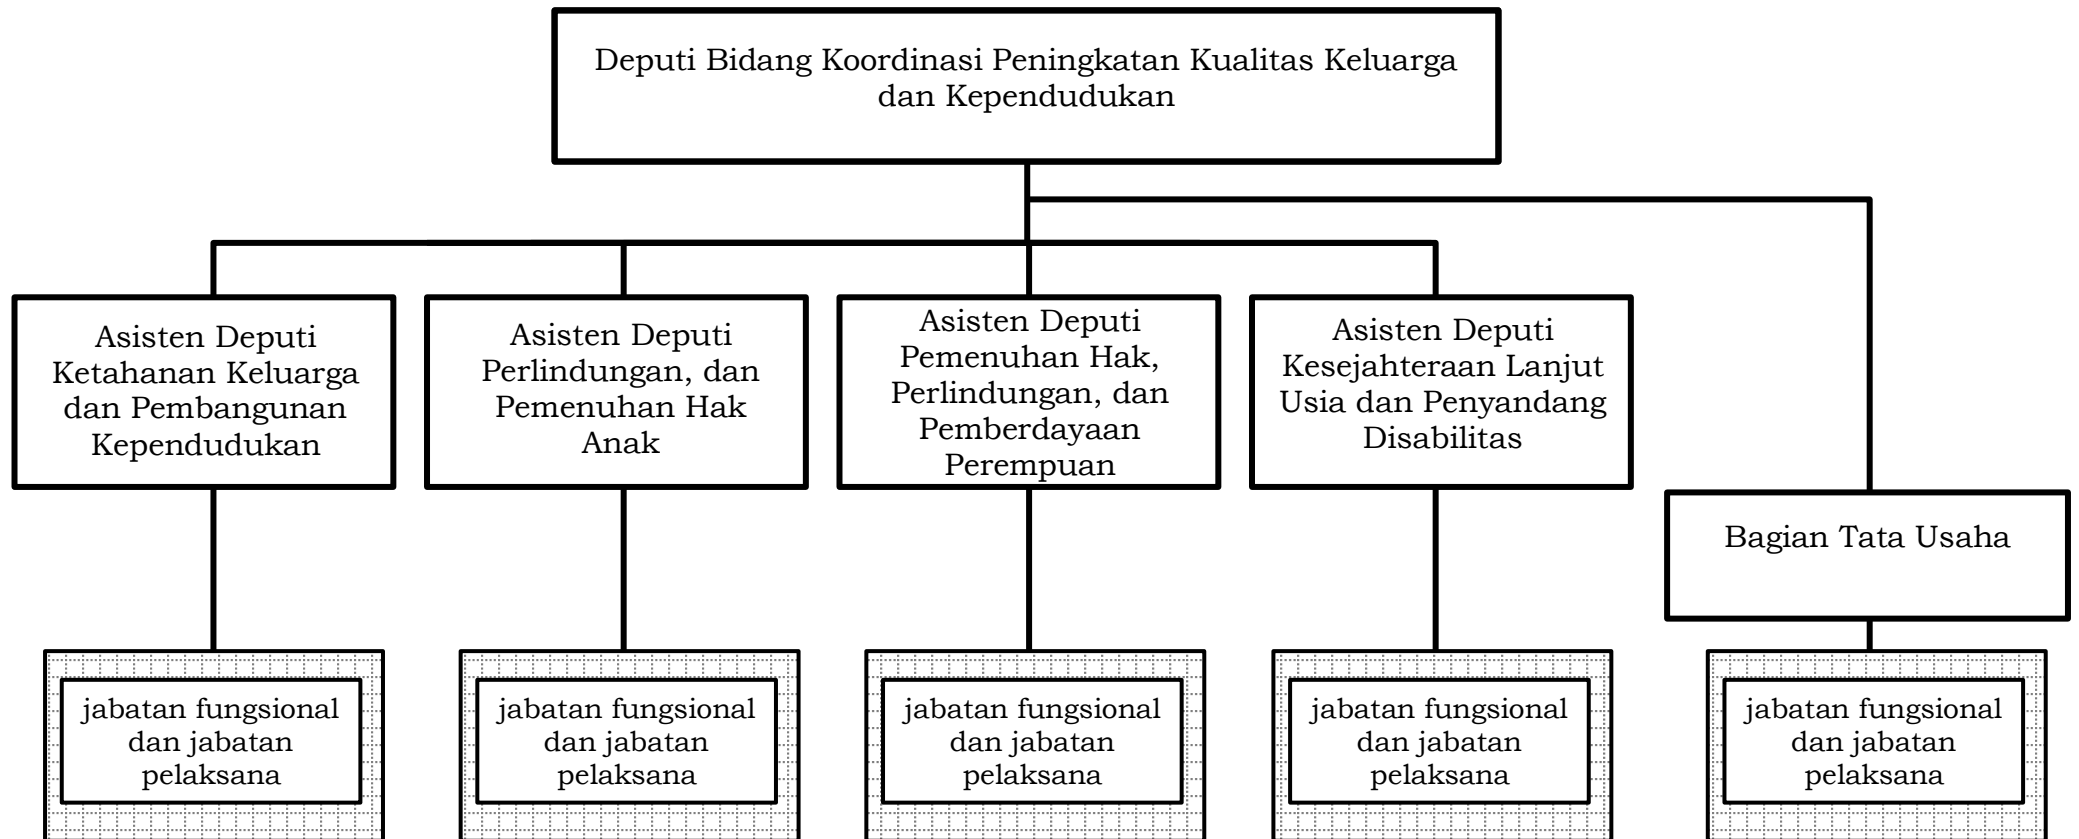 Deputi Bidang Koordinasi Peningkatan Kualitas Keluarga
dan Kependudukan
Asisten Deputi
Ketahanan Keluarga
dan Pembangunan
Kependudukan
Asisten Deputi
Perlindungan, dan
Pemenuhan Hak
Anak
Asisten Deputi
Pemenuhan Hak,
Perlindungan, dan
Pemberdayaan
Perempuan
Asisten Deputi
Kesejahteraan Lanjut
Usia dan Penyandang
Disabilitas
Bagian Tata Usaha
jabatan fungsional
dan jabatan
pelaksana
jabatan fungsional
dan jabatan
pelaksana
jabatan fungsional
dan jabatan
pelaksana
jabatan fungsional
dan jabatan
pelaksana
jabatan fungsional
dan jabatan
pelaksana